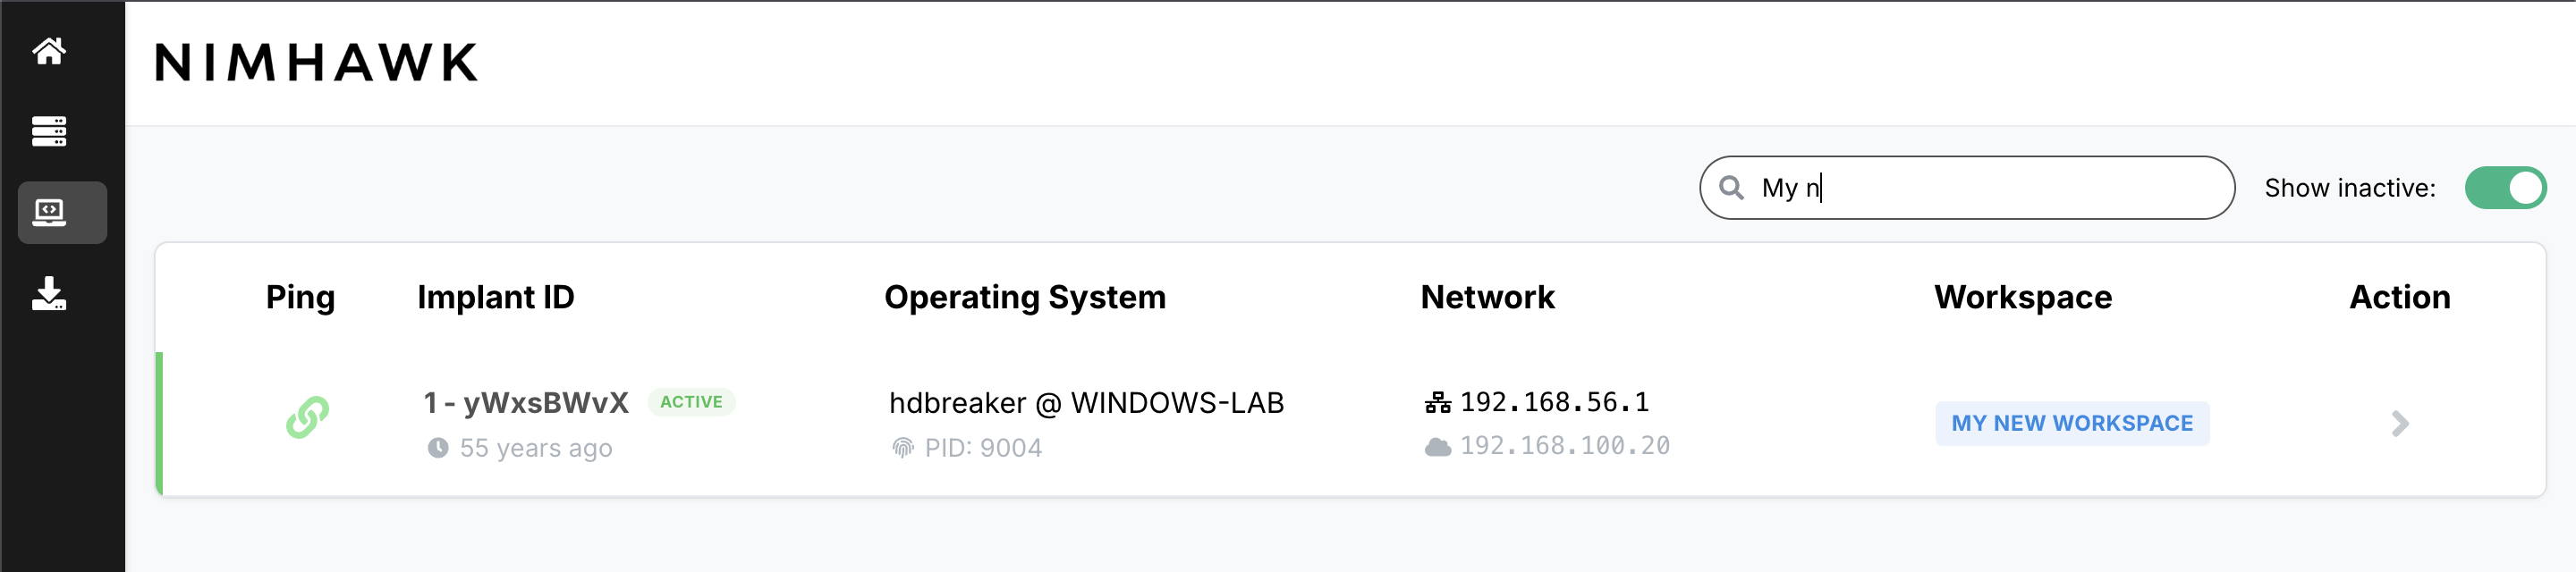 NIMHAWK
My n
Show inactive:
Ping Implant ID Operating System Network Workspace Action
1 - yWxsBWvX ACTIVE hdbreaker @ WINDOWS-LAB 192.168.56.1 MY NEW WORKSPACE
55 years ago PID: 9004 192.168.100.20